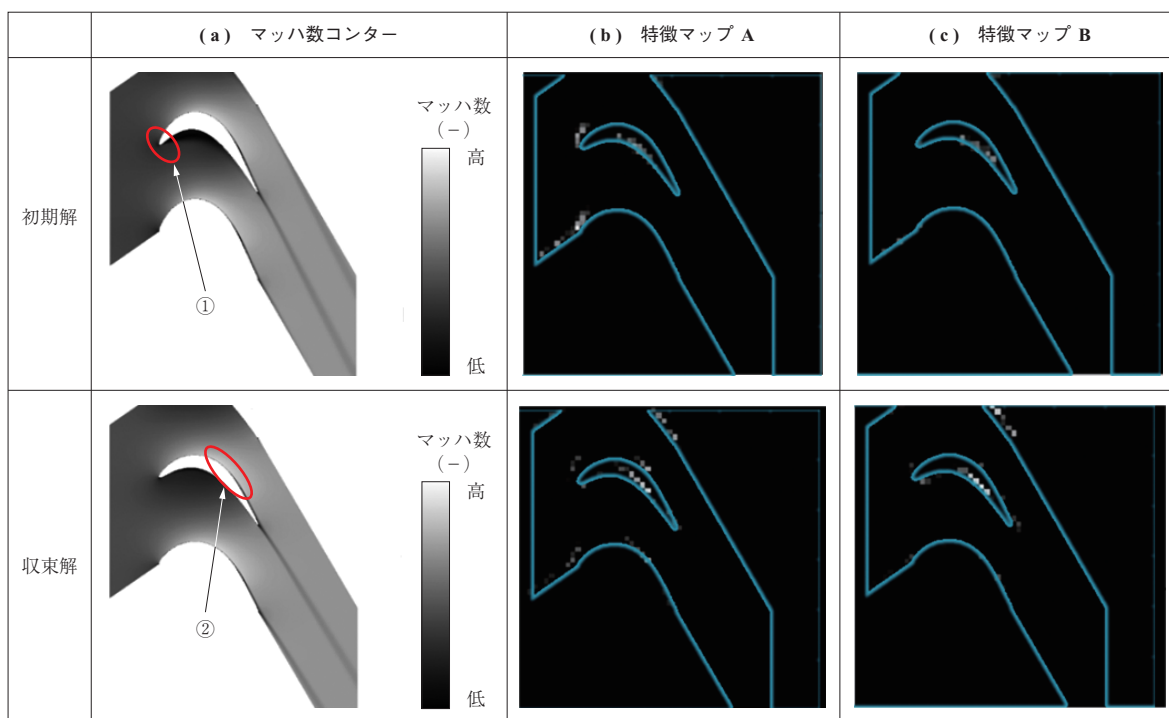 ( a ) マッハ数コンター
( b ) 特徴マップ A
( c ) 特徴マップ B
初期解
マッハ数
( − )
高
低
①
収束解
マッハ数
( − )
高
低
②